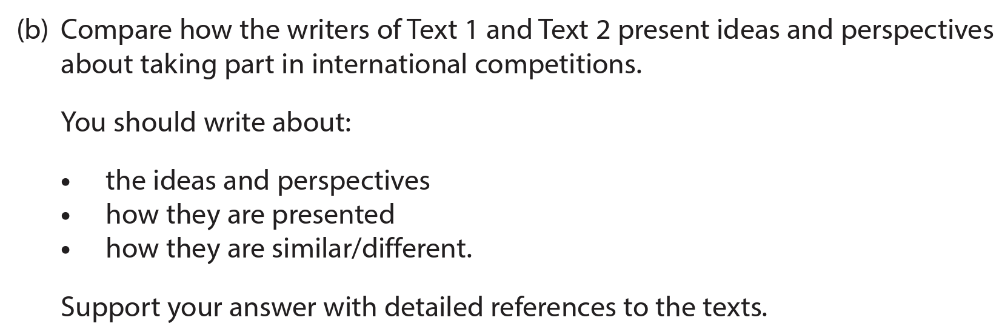 (b) Compare how the writers of Text 1 and Text 2 present ideas and perspectives
about taking part in international competitions.
You should write about:
• the ideas and perspectives
• how they are presented
• how they are similar/different.
Support your answer with detailed references to the texts.